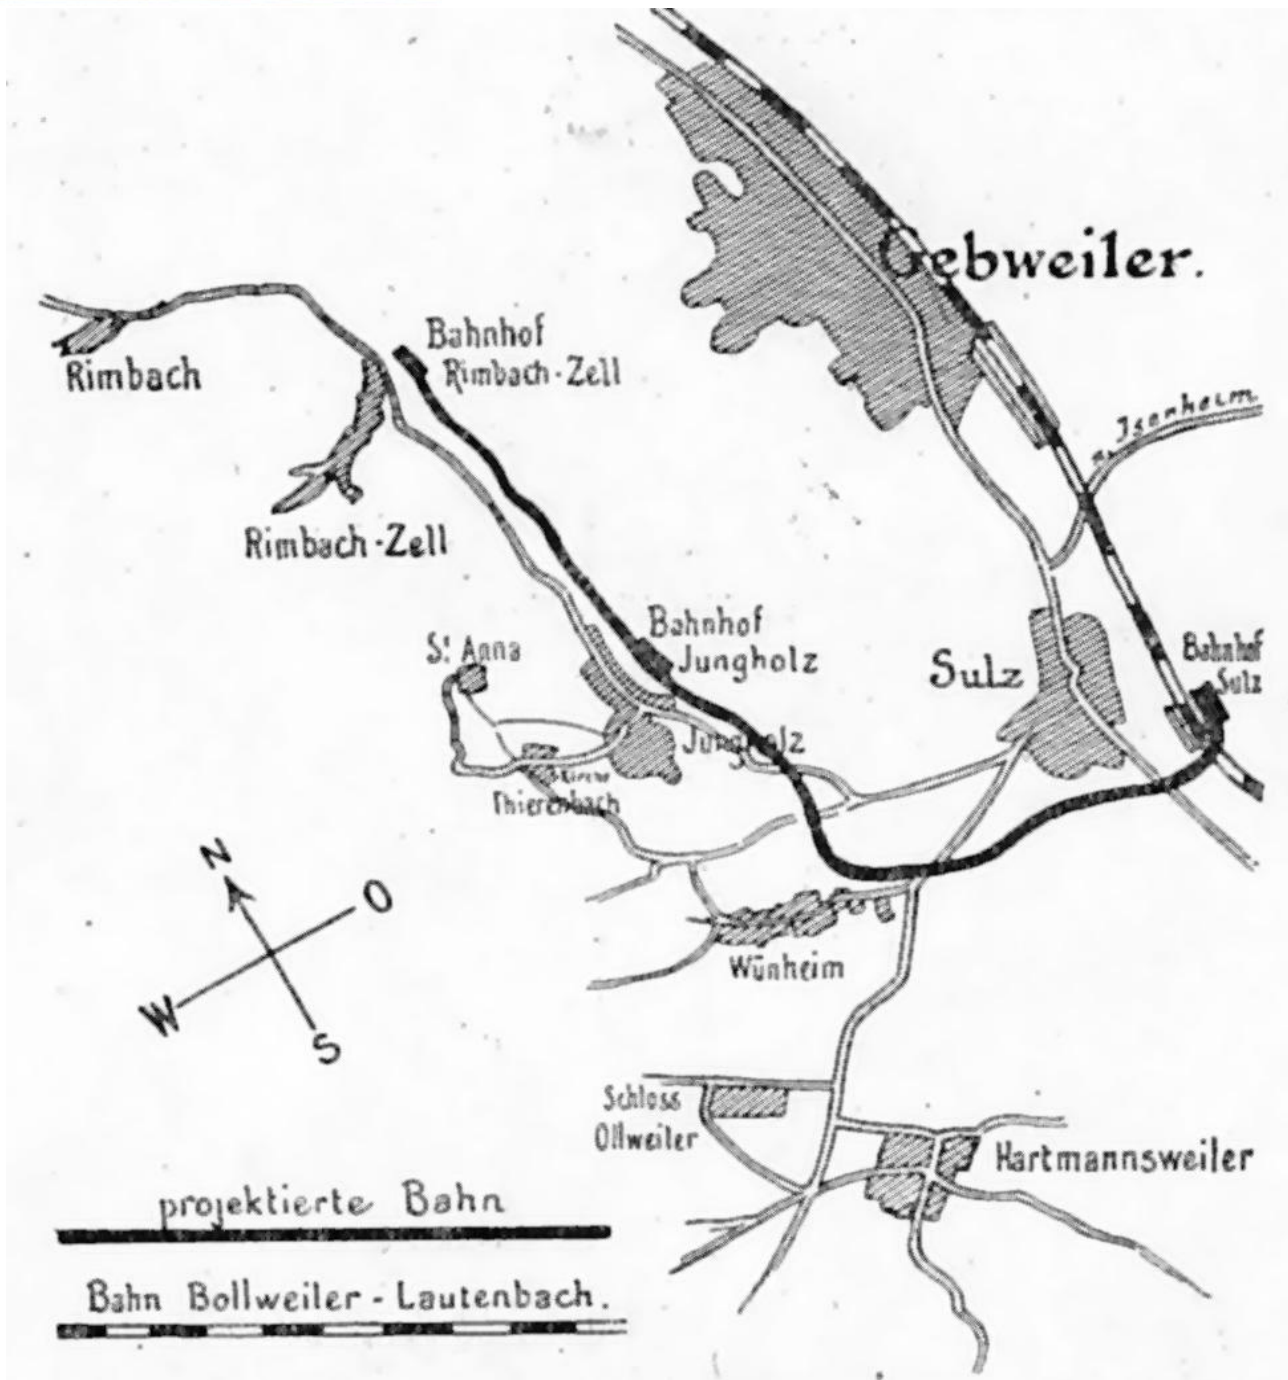 Gebweiler.
Bahnhof
Rimbach-Zell
Rimbach
Isenheim
Rimbach-Zell
Bahnhof
Jungholz
St Anna
Sulz
Bahnhof
Sulz
Jungholz
Kirche
Thierenbach
N
O
W
S
Wünheim
Schloss
Ollweiler
Hartmannsweiler
projektierte Bahn
Bahn Bollweiler-Lautenbach.